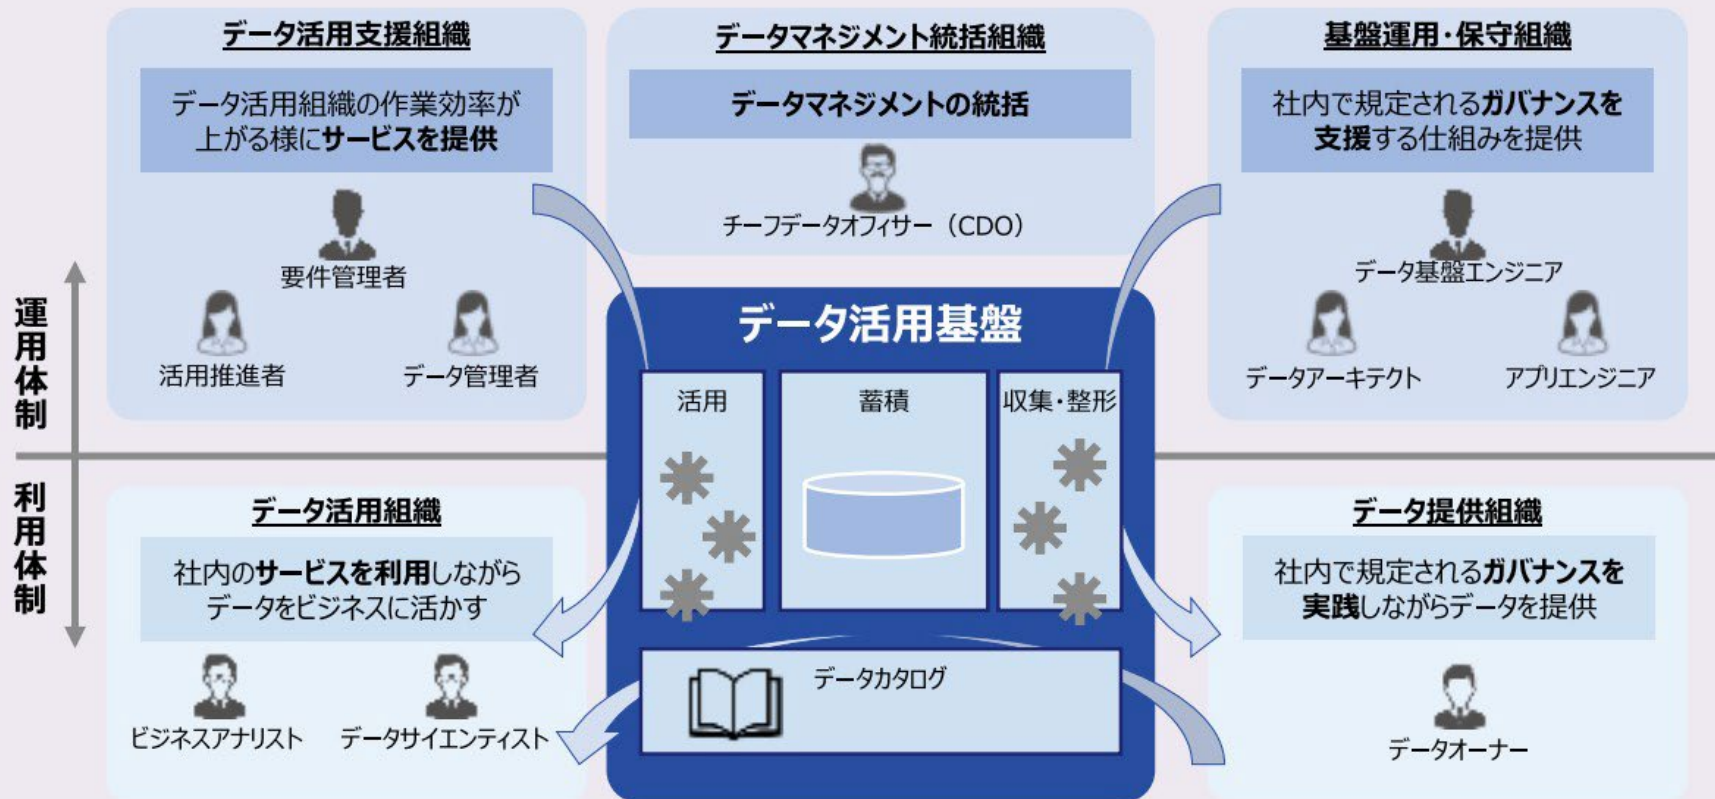 データ活用支援組織
データ活用組織の作業効率が
上がる様にサービスを提供
要件管理者
活用推進者
データ管理者
データマネジメント統括組織
データマネジメントの統括
チーフデータオフィサー（CDO）
基盤運用・保守組織
社内で規定されるガバナンスを
支援する仕組みを提供
データ基盤エンジニア
データアーキテクト
アプリエンジニア
運用体制
利用体制
データ活用基盤
活用
蓄積
収集・整形
データカタログ
データ活用組織
社内のサービスを利用しながら
データをビジネスに活かす
ビジネスアナリスト
データサイエンティスト
データ提供組織
社内で規定されるガバナンスを
実践しながらデータを提供
データオーナー